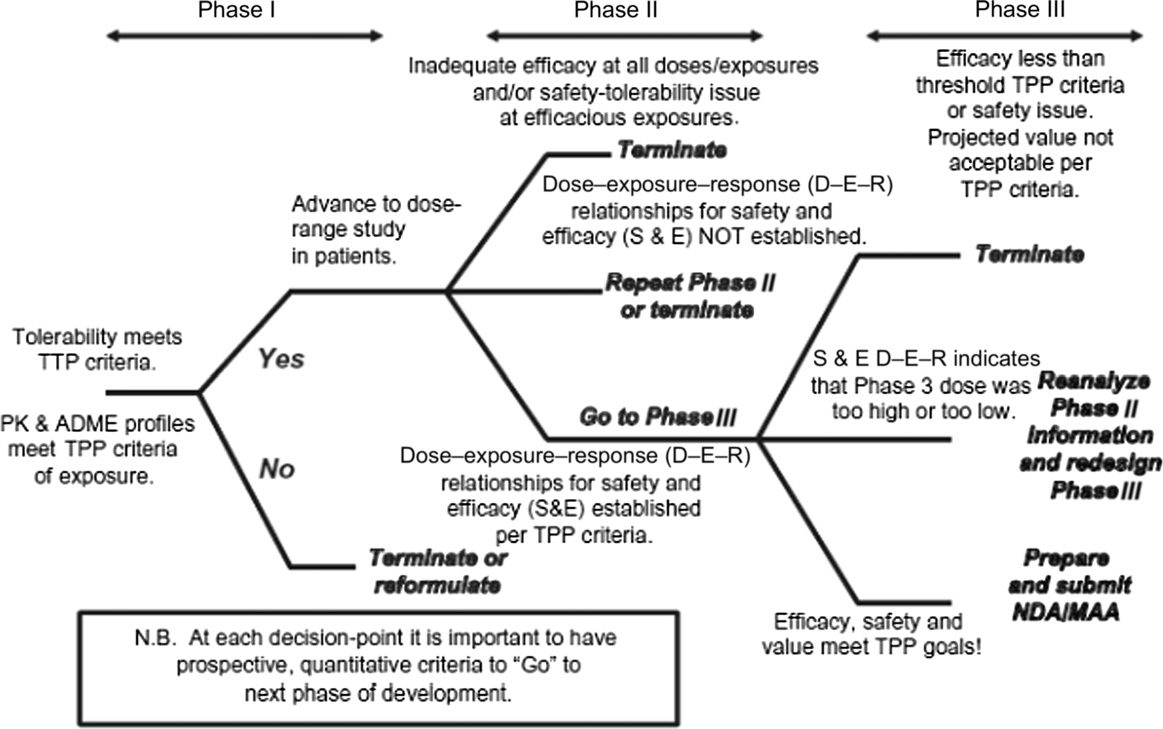 Phase I
Phase II
Phase III
Inadequate efficacy at all doses/exposures
and/or safety-tolerability issue
at efficacious exposures.
Terminate
Efficacy less than
threshold TPP criteria
or safety issue.
Projected value not
acceptable per
TPP criteria.
Terminate
Advance to dose-
range study
in patients.
Dose–exposure–response (D–E–R)
relationships for safety and
efficacy (S & E) NOT established.
Repeat Phase II
or terminate
Tolerability meets
TTP criteria.
Yes
PK & ADME profiles
meet TPP criteria
of exposure.
No
Terminate or
reformulate
Go to Phase III
Dose–exposure–response (D–E–R)
relationships for safety and
efficacy (S&E) established
per TPP criteria.
S & E D–E–R indicates
that Phase 3 dose was
too high or too low.
Reanalyze
Phase II
information
and redesign
Phase III
Prepare
and submit
NDA/MAA
Efficacy, safety and
value meet TPP goals!
N.B. At each decision-point it is important to have
prospective, quantitative criteria to “Go” to
next phase of development.